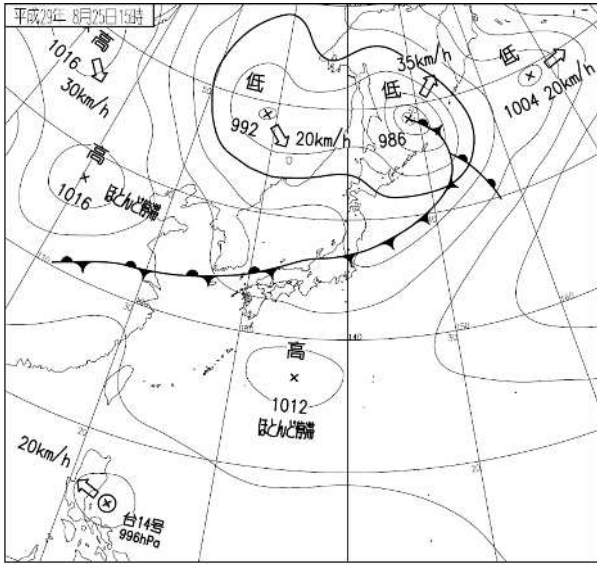 平成29年 8月25日15時
高
1016
30km/h
低
992
20km/h
35km/h
低
986
低
1004 20km/h
高
1016
ほとんど停滞
高
1012
ほとんど停滞
20km/h
台14号
996hPa
140